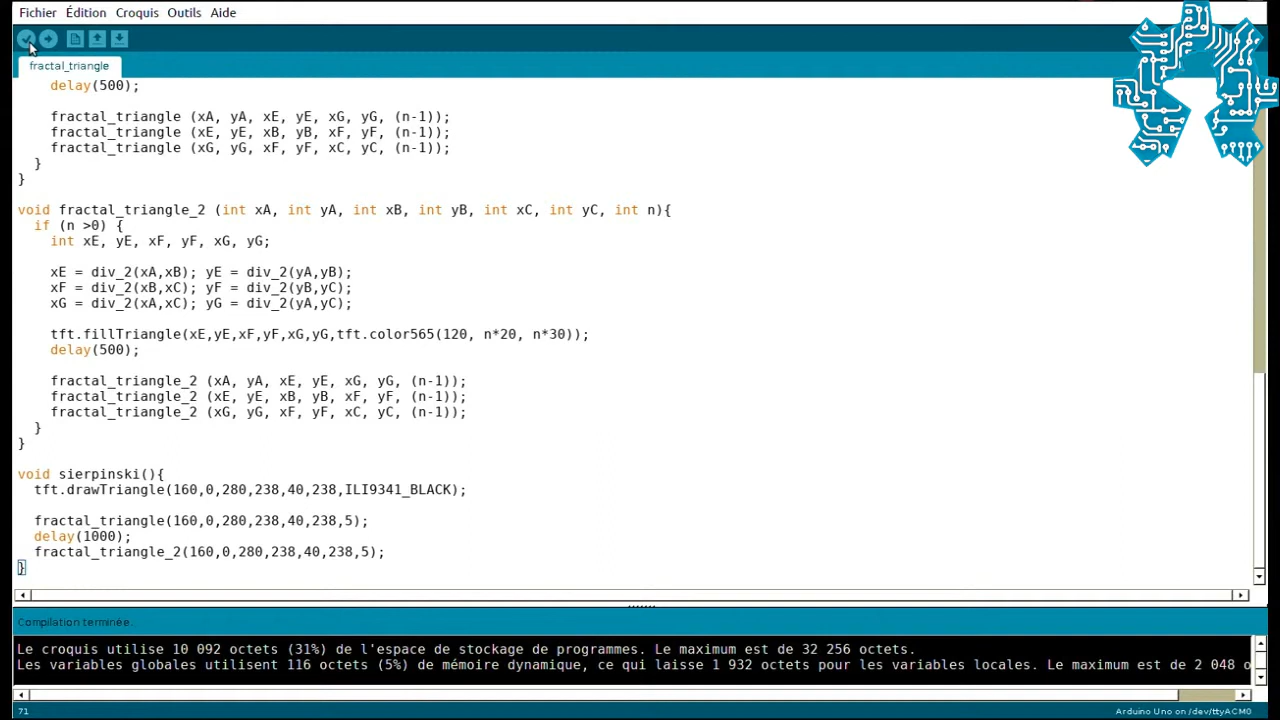 Fichier Édition Croquis Outils Aide
fractal_triangle
delay(500);
fractal_triangle (xA, yA, xE, yE, xG, yG, (n-1));
fractal_triangle (xE, yE, xB, yB, xF, yF, (n-1));
fractal_triangle (xG, yG, xF, yF, xC, yC, (n-1));
}
}
void fractal_triangle_2 (int xA, int yA, int xB, int yB, int xC, int yC, int n){
if (n >0) {
int xE, yE, xF, yF, xG, yG;
xE = div_2(xA,xB); yE = div_2(yA,yB);
xF = div_2(xB,xC); yF = div_2(yB,yC);
xG = div_2(xA,xC); yG = div_2(yA,yC);
tft.fillTriangle(xE,yE,xF,yF,xG,yG,tft.color565(120, n*20, n*30));
delay(500);
fractal_triangle_2 (xA, yA, xE, yE, xG, yG, (n-1));
fractal_triangle_2 (xE, yE, xB, yB, xF, yF, (n-1));
fractal_triangle_2 (xG, yG, xF, yF, xC, yC, (n-1));
}
}
void sierpinski(){
tft.drawTriangle(160,0,280,238,40,238,ILI9341_BLACK);
fractal_triangle(160,0,280,238,40,238,5);
delay(1000);
fractal_triangle_2(160,0,280,238,40,238,5);
}
Compilation terminée.
Le croquis utilise 10 092 octets (31%) de l'espace de stockage de programmes. Le maximum est de 32 256 octets.
Les variables globales utilisent 116 octets (5%) de mémoire dynamique, ce qui laisse 1 932 octets pour les variables locales. Le maximum est de 2 048 o
71
Arduino Uno on /dev/ttyACM0